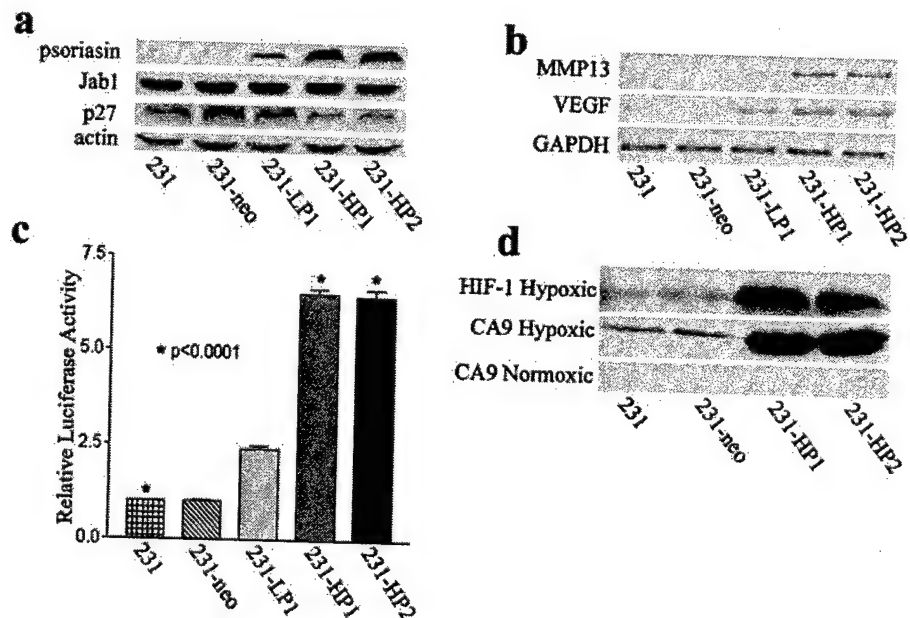 a
psoriasin
Jab1
p27
actin
231
231-neo
231-LP1
231-HP1
231-HP2
b
MMP13
VEGF
GAPDH
231
231-neo
231-LP1
231-HP1
231-HP2
c
Relative Luciferase Activity
7.5
5.0
2.5
0.0
* p<0.0001
*
*
*
231
231-neo
231-LP1
231-HP1
231-HP2
d
HIF-1 Hypoxic
CA9 Hypoxic
CA9 Normoxic
231
231-neo
231-HP1
231-HP2